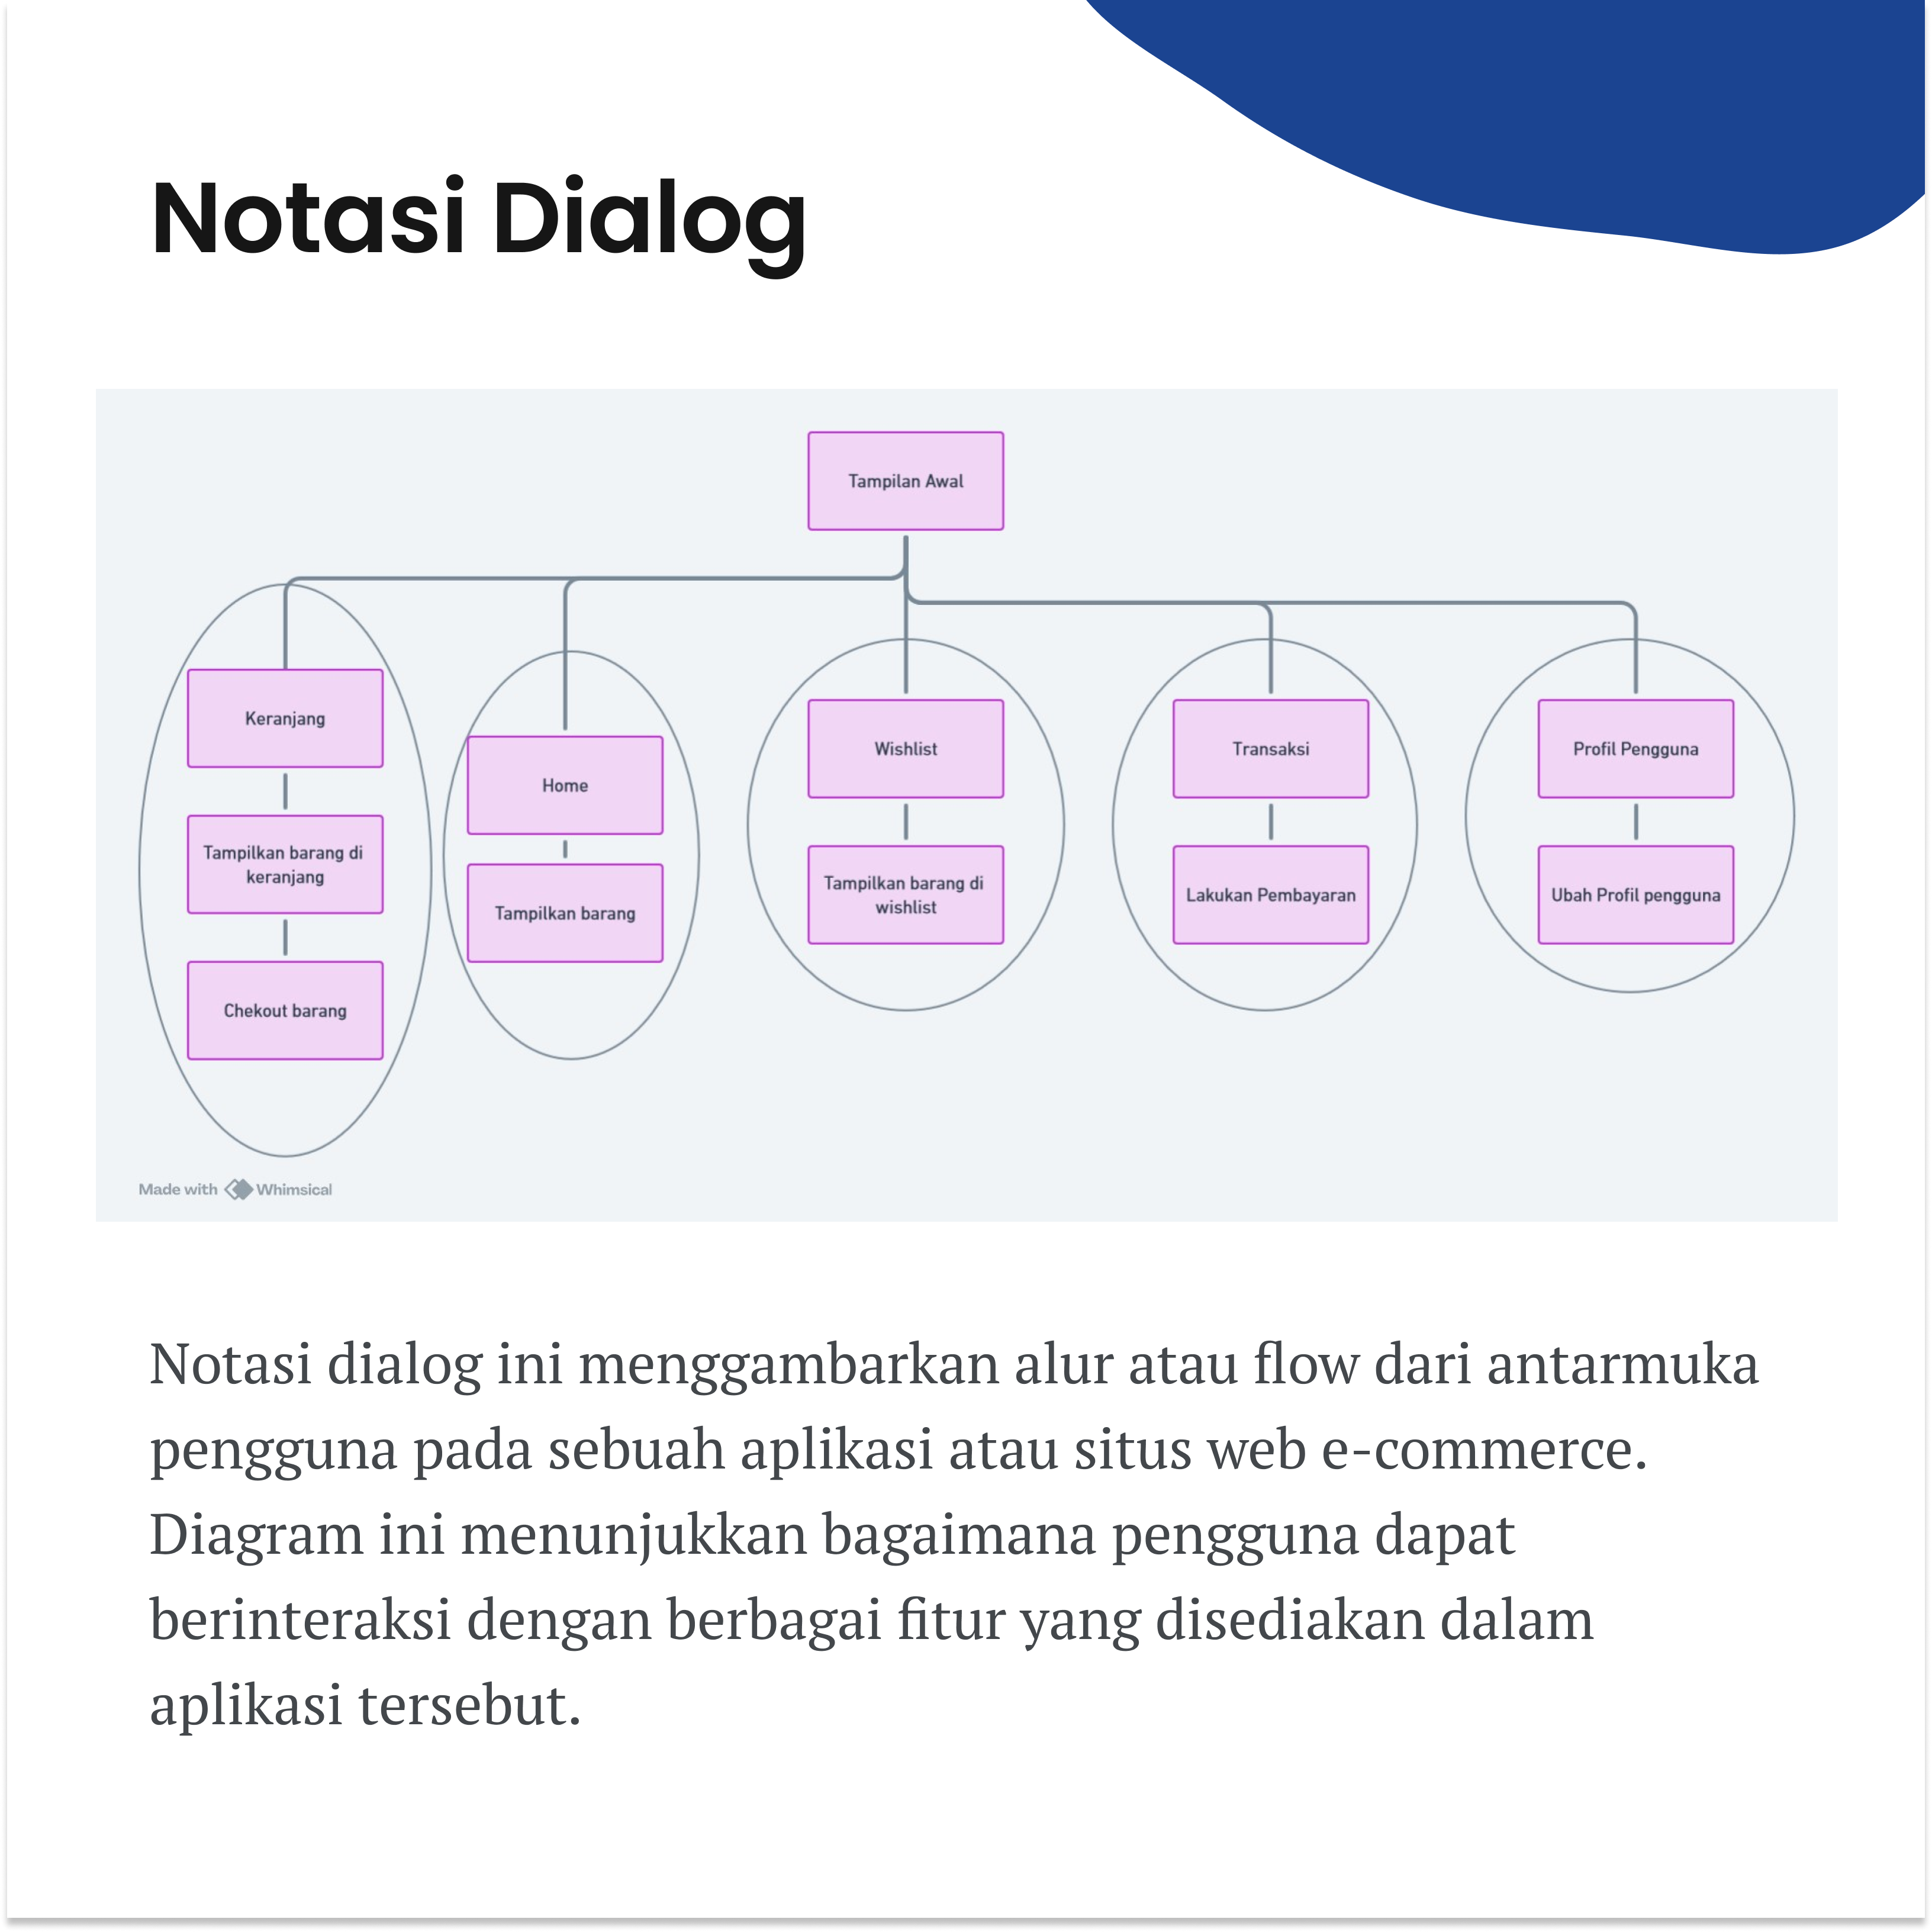 Notasi Dialog
Tampilan Awal
Keranjang
Tampilkan barang di
keranjang
Chekout barang
Home
Tampilkan barang
Wishlist
Tampilkan barang di
wishlist
Transaksi
Lakukan Pembayaran
Profil Pengguna
Ubah Profil pengguna
Made with Whimsical
Notasi dialog ini menggambarkan alur atau flow dari antarmuka
pengguna pada sebuah aplikasi atau situs web e-commerce.
Diagram ini menunjukkan bagaimana pengguna dapat
berinteraksi dengan berbagai fitur yang disediakan dalam
aplikasi tersebut.